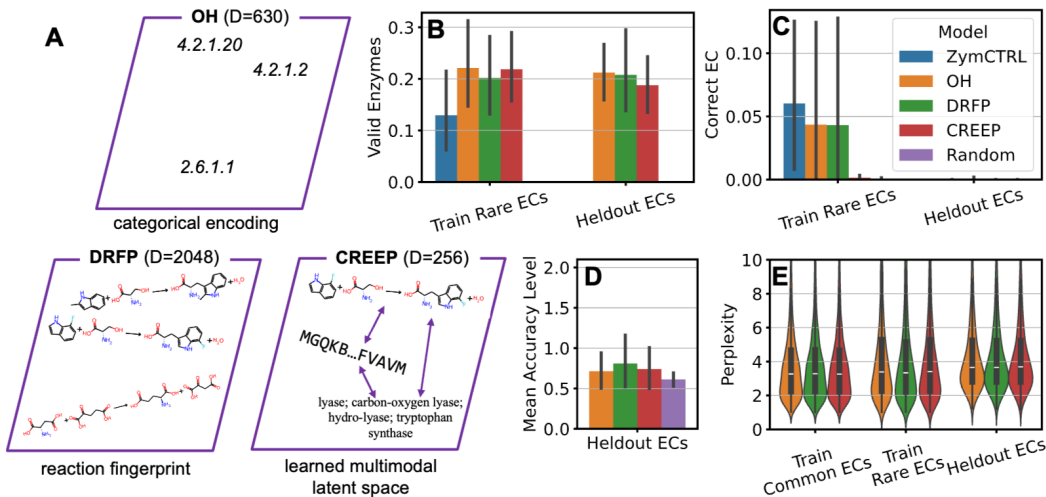 A
OH (D=630)
4.2.1.20
4.2.1.2
2.6.1.1
categorical encoding
DRFP (D=2048)
reaction fingerprint
CREEP (D=256)
MGQKB...FVAVM
lyase; carbon-oxygen lyase;
hydro-lyase; tryptophan
synthase
learned multimodal
latent space
B
Valid Enzymes
0.3
0.2
0.1
0.0
Train Rare ECs
Heldout ECs
C
Correct EC
0.10
0.05
0.00
Train Rare ECs
Heldout ECs
Model
ZymCTRL
OH
DRFP
CREEP
Random
D
Mean Accuracy Level
2.0
1.5
1.0
0.5
0.0
Heldout ECs
E
Perplexity
10
8
6
4
2
0
Train
Common ECs
Train
Rare ECs
Heldout ECs